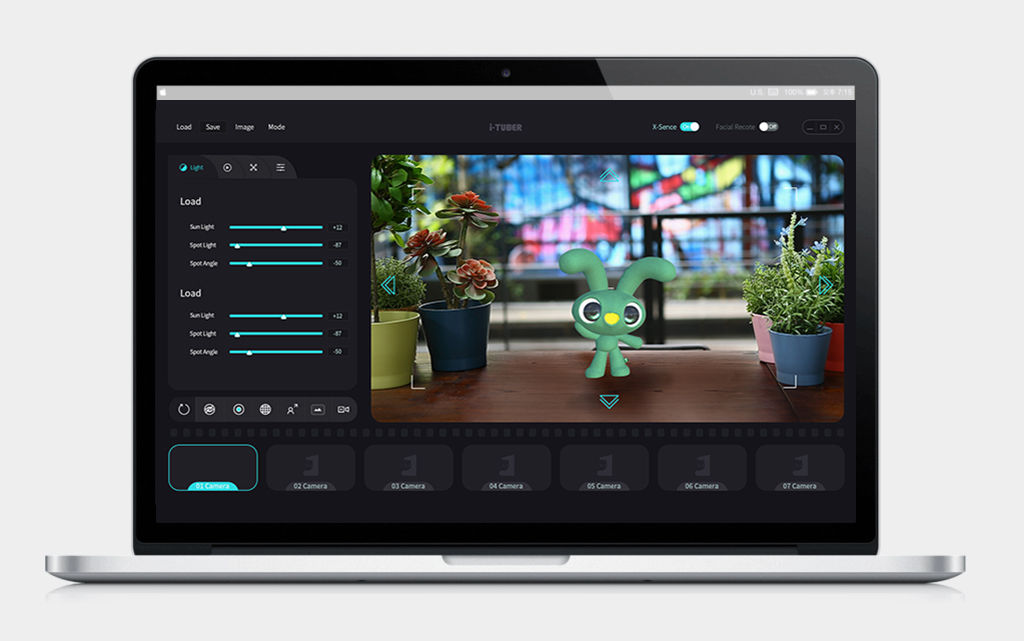 U.S. 100% 오후 7:15
Load Save Image Mode
i-TUBER
X-Sence On Facial Recote Off
Light
Load
Sun Light +12
Spot Light -87
Spot Angle -50
Load
Sun Light +12
Spot Light -87
Spot Angle -50
01 Camera
02 Camera
03 Camera
04 Camera
05 Camera
06 Camera
07 Camera